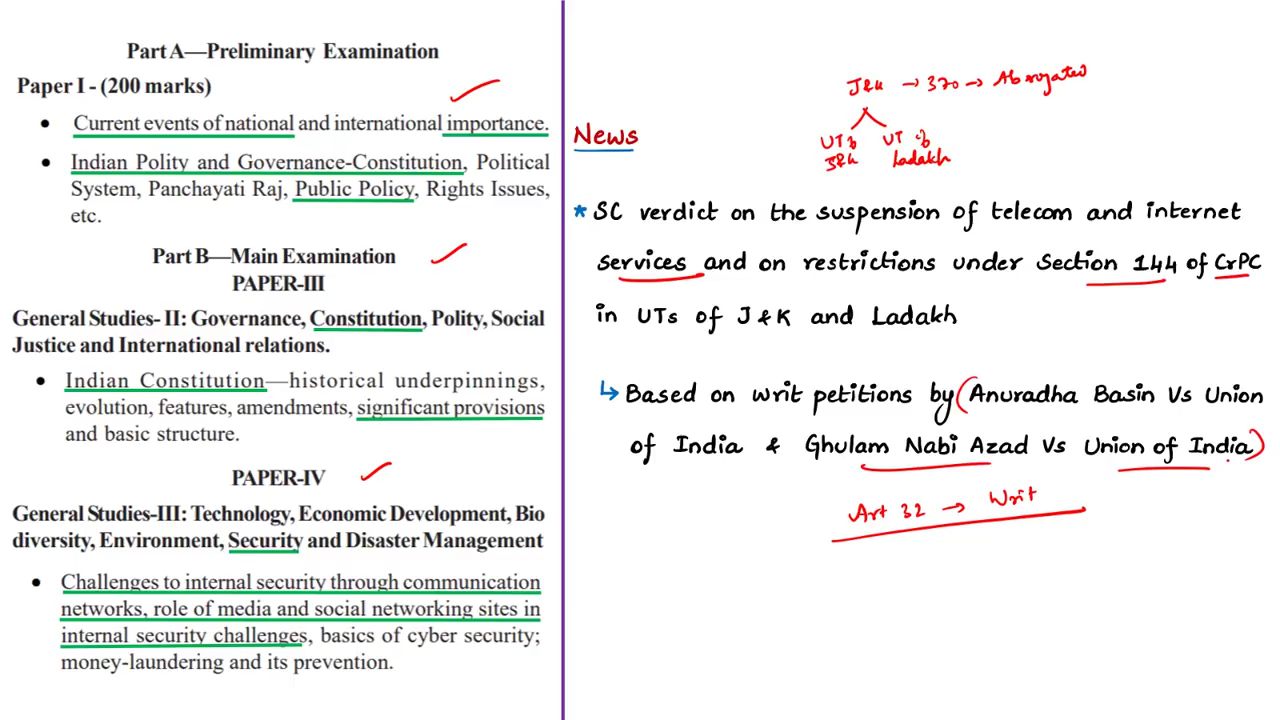 Part A—Preliminary Examination
Paper I - (200 marks)
• Current events of national and international importance.
• Indian Polity and Governance-Constitution, Political
System, Panchayati Raj, Public Policy, Rights Issues,
etc.
Part B—Main Examination
PAPER-III
General Studies- II: Governance, Constitution, Polity, Social
Justice and International relations.
• Indian Constitution—historical underpinnings,
evolution, features, amendments, significant provisions
and basic structure.
PAPER-IV
General Studies-III: Technology, Economic Development, Bio
diversity, Environment, Security and Disaster Management
• Challenges to internal security through communication
networks, role of media and social networking sites in
internal security challenges, basics of cyber security;
money-laundering and its prevention.
J&K → 370 → Abrogated
UT of UT of
J&K Ladakh
News
* SC verdict on the suspension of telecom and internet
services and on restrictions under Section 144 of CrPC
in UTs of J&K and Ladakh
↳ Based on writ petitions by (Anuradha Basin Vs Union
of India & Ghulam Nabi Azad Vs Union of India)
Art 32 → Writ